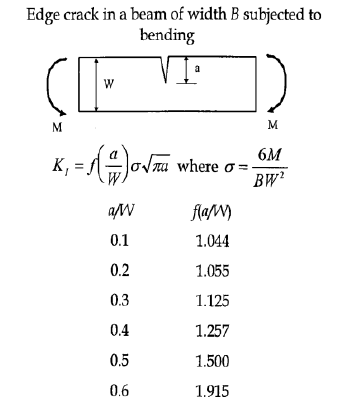 Edge crack in a beam of width B subjected to
bending
W
a
M
M
K_I = f(a/W)σ√πa where σ = 6M/BW²
a/W f(a/W)
0.1 1.044
0.2 1.055
0.3 1.125
0.4 1.257
0.5 1.500
0.6 1.915